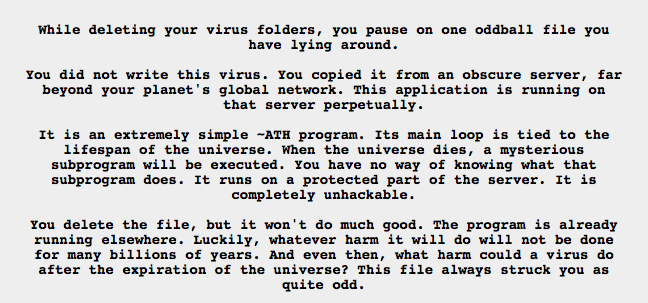 While deleting your virus folders, you pause on one oddball file you
have lying around.
You did not write this virus. You copied it from an obscure server, far
beyond your planet's global network. This application is running on
that server perpetually.
It is an extremely simple ~ATH program. Its main loop is tied to the
lifespan of the universe. When the universe dies, a mysterious
subprogram will be executed. You have no way of knowing what that
subprogram does. It runs on a protected part of the server. It is
completely unhackable.
You delete the file, but it won't do much good. The program is already
running elsewhere. Luckily, whatever harm it will do will not be done
for many billions of years. And even then, what harm could a virus do
after the expiration of the universe? This file always struck you as
quite odd.